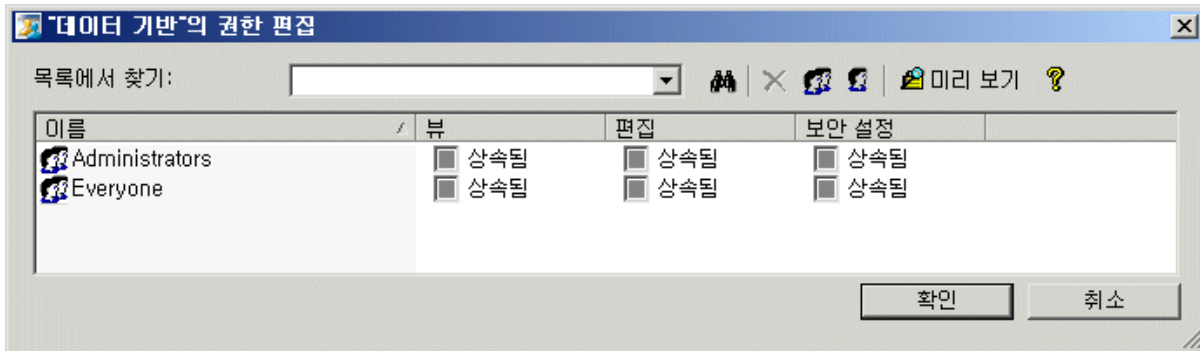 "데이터 기반"의 권한 편집
목록에서 찾기: 미리 보기
이름 뷰 편집 보안 설정
Administrators 상속됨 상속됨 상속됨
Everyone 상속됨 상속됨 상속됨
확인 취소